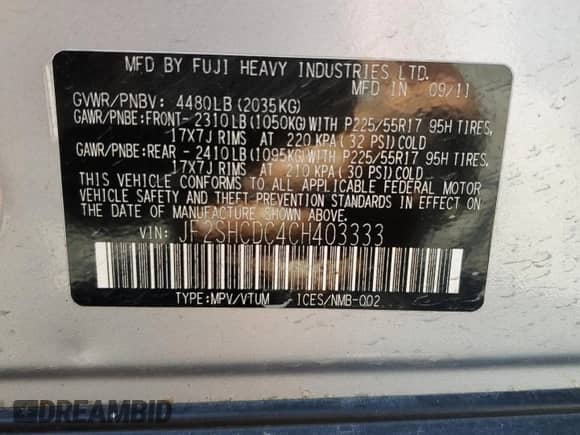 MFD BY FUJI HEAVY INDUSTRIES LTD.
MFD IN 09/11
GVWR/PNBV: 4480LB(2035KG)
GAWR/PNBE:FRONT- 2310LB(1050KG)WITH P225/55R17 95H TIRES,
17X7J RIMS AT 220 KPA(32 PSI)COLD
GAWR/PNBE:REAR - 2410LB(1095KG)WITH P225/55R17 95H TIRES,
17X7J RIMS AT 210 KPA(30 PSI)COLD
THIS VEHICLE CONFORMS TO ALL APPLICABLE FEDERAL MOTOR
VEHICLE SAFETY AND THEFT PREVENTION STANDARDS IN EFFECT ON
THE DATE OF MANUFACTURE SHOWN ABOVE.
VIN: JF2SHCDC4CH403333
TYPE:MPV/VTUM ICES/NMB-002
DREAMBID